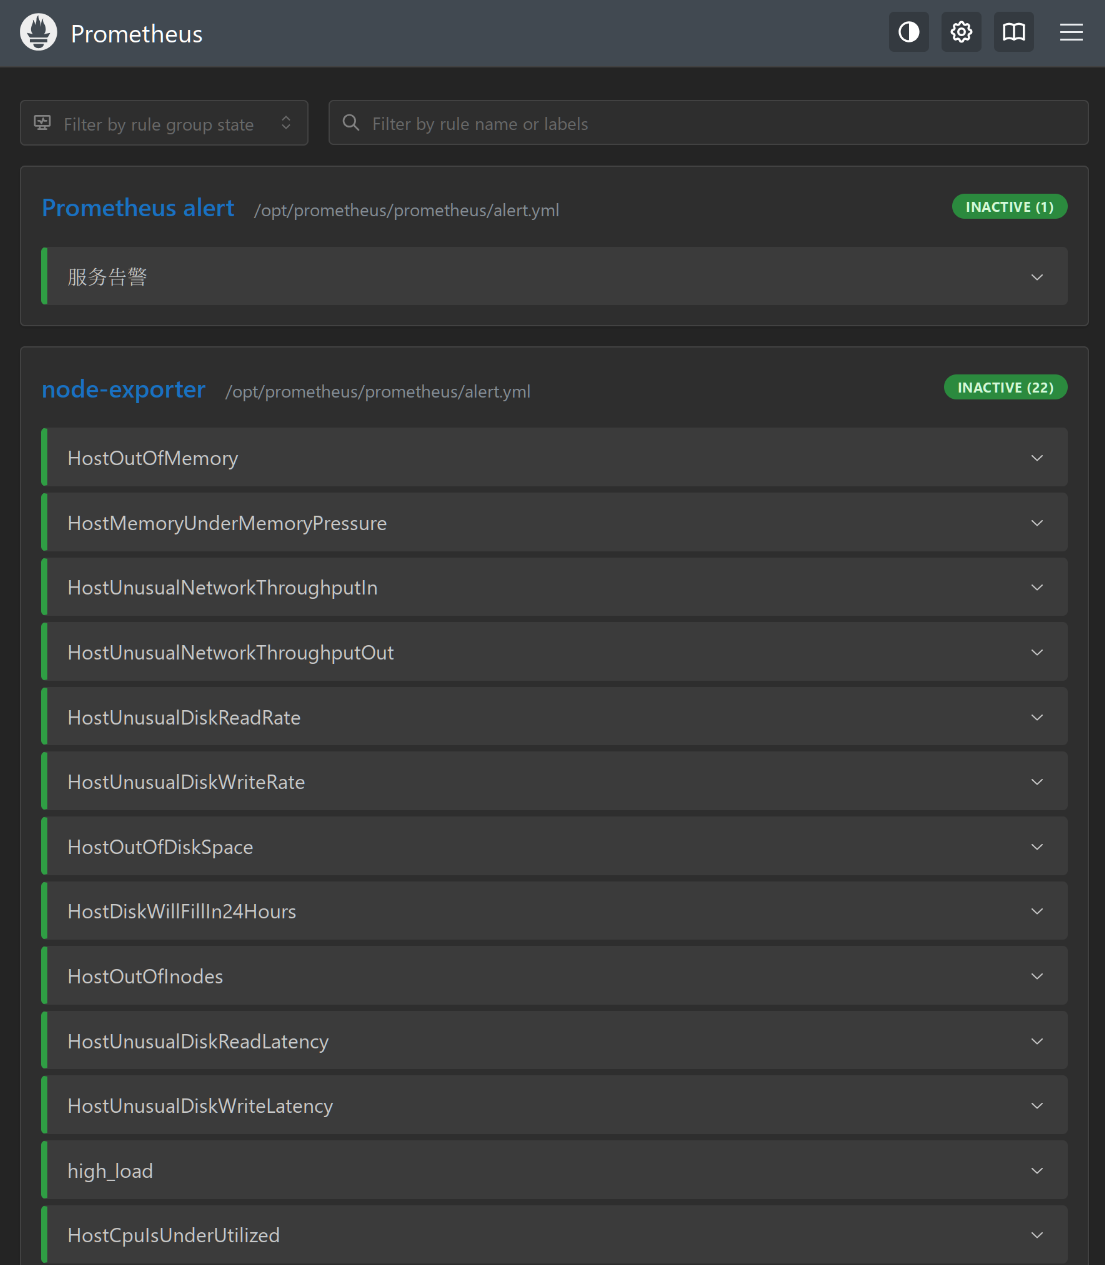 Prometheus
Filter by rule group state
Filter by rule name or labels
Prometheus alert /opt/prometheus/prometheus/alert.yml INACTIVE (1)
服务告警
node-exporter /opt/prometheus/prometheus/alert.yml INACTIVE (22)
HostOutOfMemory
HostMemoryUnderMemoryPressure
HostUnusualNetworkThroughputIn
HostUnusualNetworkThroughputOut
HostUnusualDiskReadRate
HostUnusualDiskWriteRate
HostOutOfDiskSpace
HostDiskWillFillIn24Hours
HostOutOfInodes
HostUnusualDiskReadLatency
HostUnusualDiskWriteLatency
high_load
HostCpuIsUnderUtilized